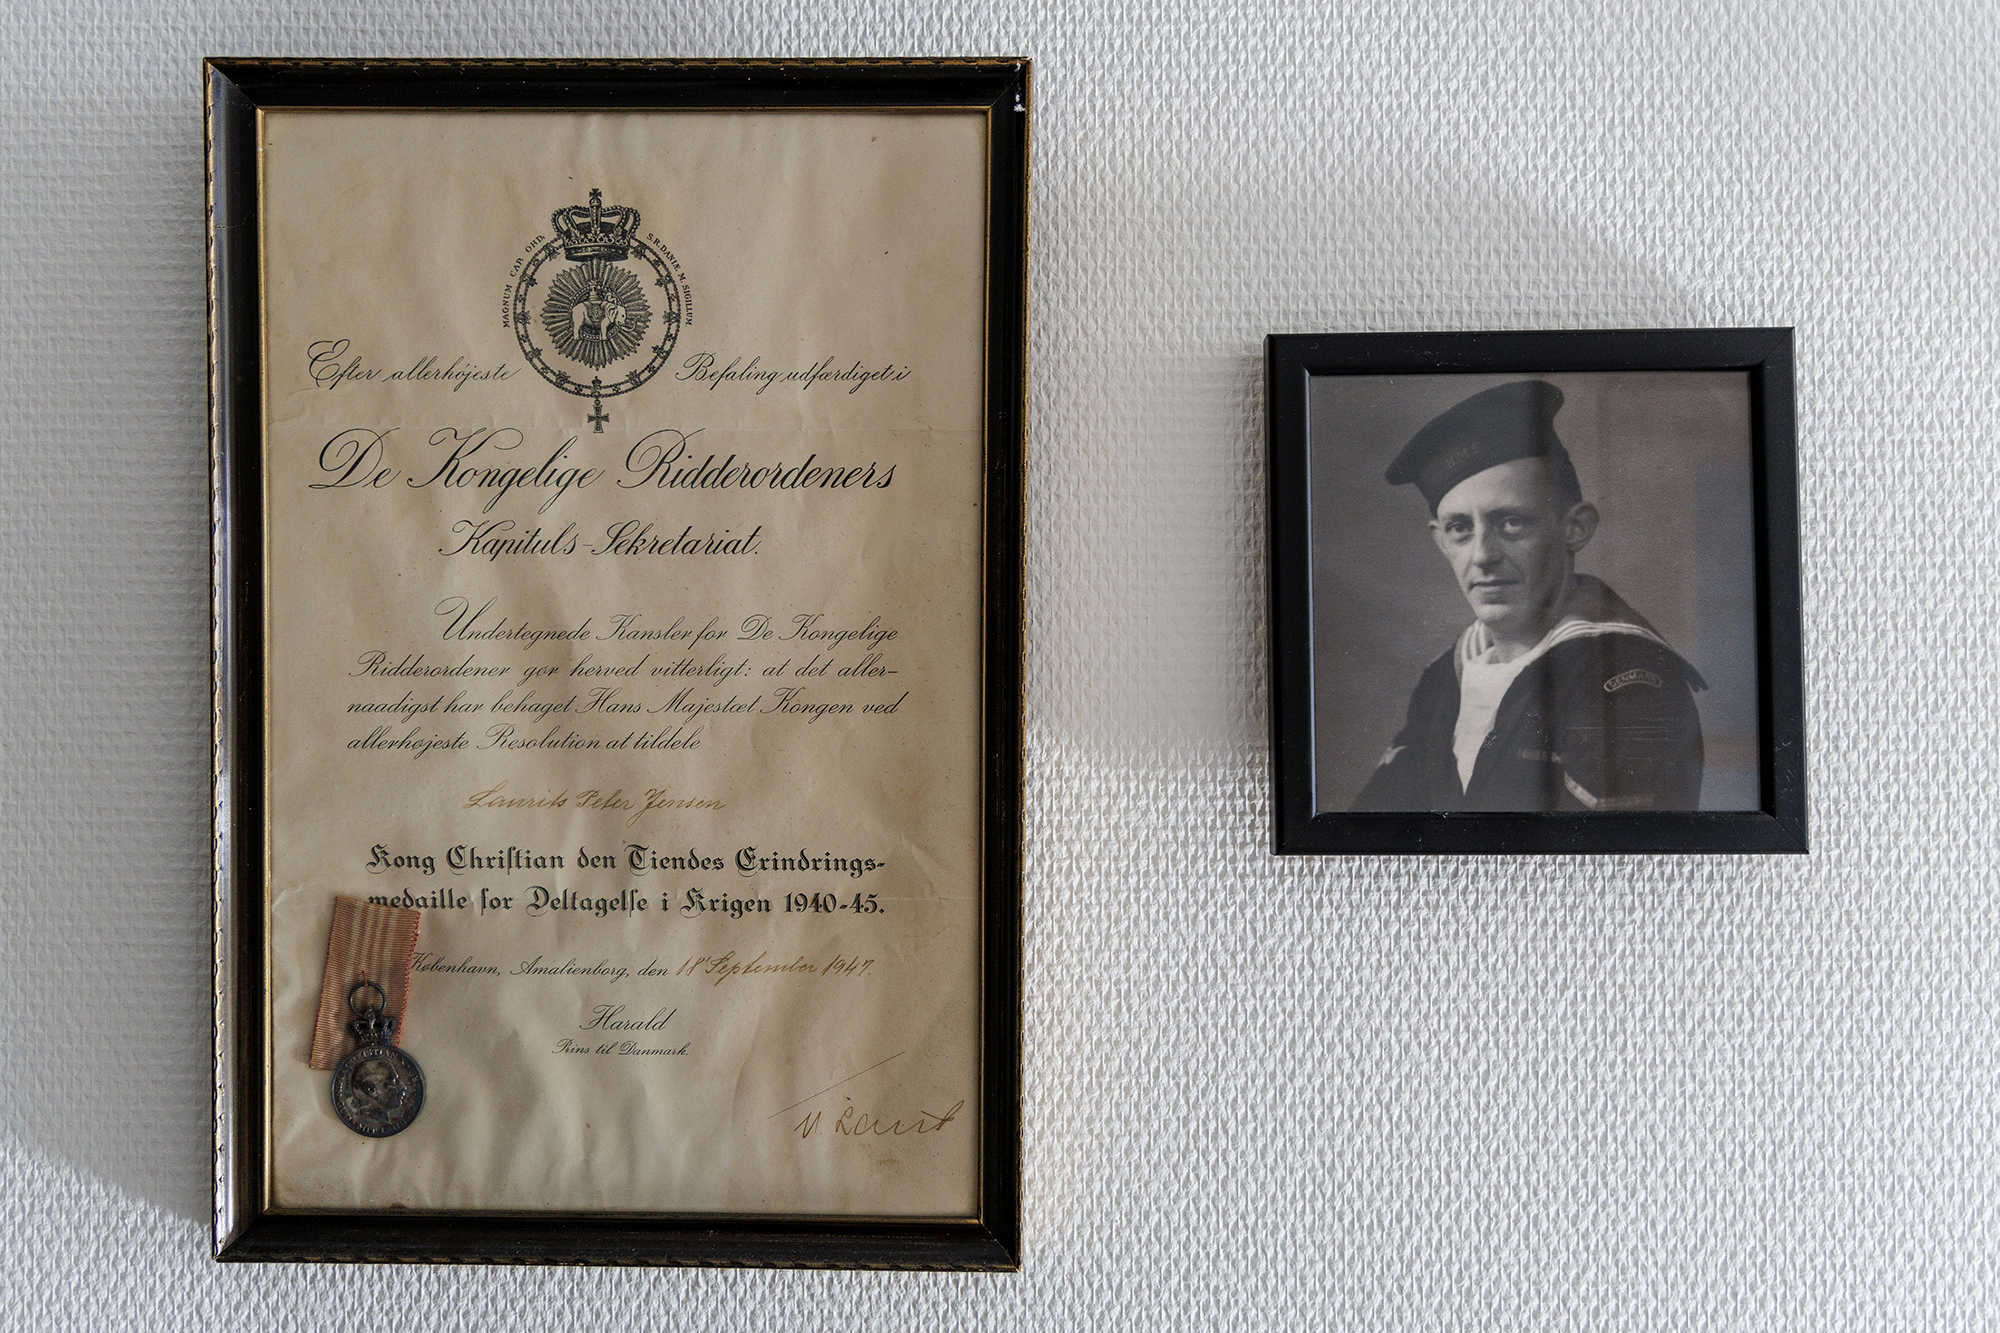 MAGNUM CAP. ORD. S. R. DANIÆ M. SIGILLUM.
Efter allerhøjeste Befaling udfærdiget i
De Kongelige Ridderordeners
Kapituls-Sekretariat.
Undertegnede Kansler for De Kongelige
Ridderordener gør herved vitterligt: at det aller-
naadigst har behaget Hans Majestæt Kongen ved
allerhøjeste Resolution at tildele
Laurits Peter Jensen
Kong Christian den Tiendes Erindrings-
medaille for Deltagelse i Krigen 1940-45.
København, Amalienborg, den 18' September 1947.
Harald
Prins til Danmark.
CHRISTIAN
H.M.S.
DENMARK